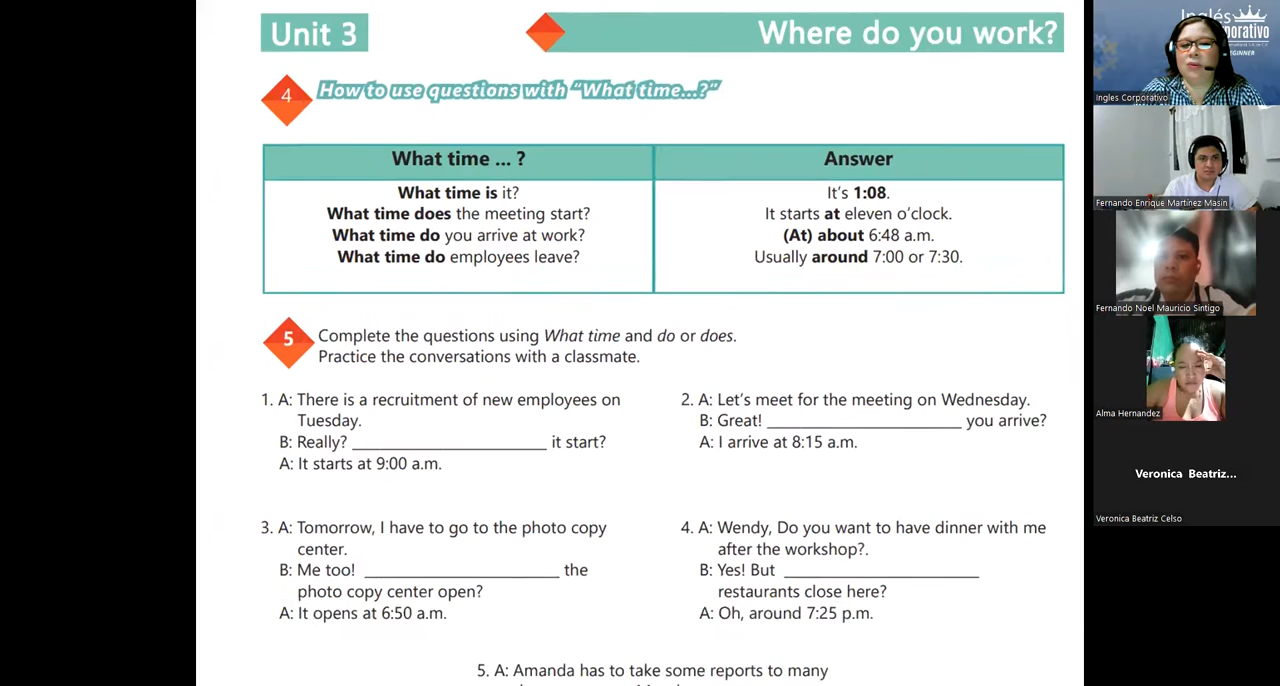 Unit 3
Where do you work?
4
How to use questions with “What time...?”
What time ... ?
Answer
What time is it?
It’s 1:08.
What time does the meeting start?
It starts at eleven o’clock.
What time do you arrive at work?
(At) about 6:48 a.m.
What time do employees leave?
Usually around 7:00 or 7:30.
5
Complete the questions using What time and do or does.
Practice the conversations with a classmate.
1. A: There is a recruitment of new employees on
Tuesday.
B: Really? ______________________ it start?
A: It starts at 9:00 a.m.
2. A: Let’s meet for the meeting on Wednesday.
B: Great! ______________________ you arrive?
A: I arrive at 8:15 a.m.
3. A: Tomorrow, I have to go to the photo copy
center.
B: Me too! ______________________ the
photo copy center open?
A: It opens at 6:50 a.m.
4. A: Wendy, Do you want to have dinner with me
after the workshop?.
B: Yes! But ______________________
restaurants close here?
A: Oh, around 7:25 p.m.
5. A: Amanda has to take some reports to many
Inglés
porativo
EGINNER
Ingles Corporativo
Fernando Enrique Martínez Masin
Fernando Noel Mauricio Sintigo
Alma Hernandez
Veronica Beatriz...
Veronica Beatriz Celso